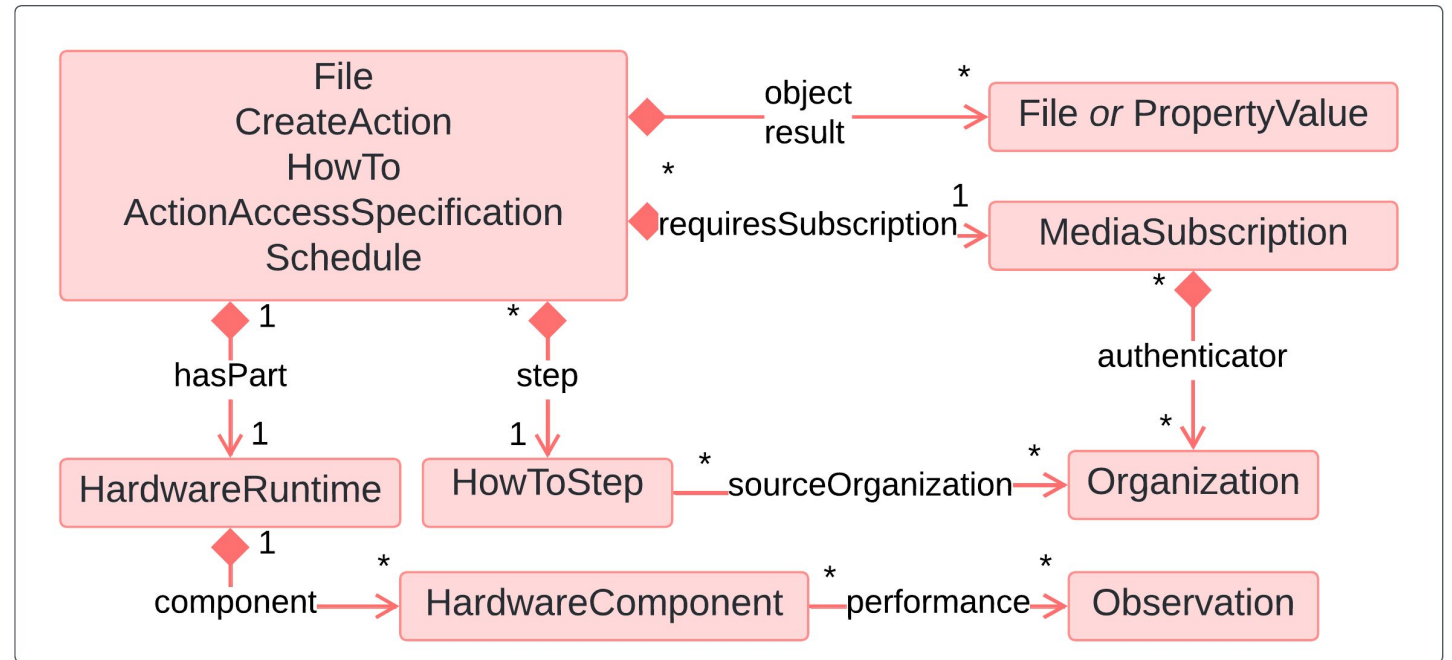 File
CreateAction
HowTo
ActionAccessSpecification
Schedule
*
object
result
File or PropertyValue
*
requiresSubscription
1
MediaSubscription
1
hasPart
1
*
step
1
*
authenticator
*
HardwareRuntime
HowToStep
*
sourceOrganization
*
Organization
1
component
*
HardwareComponent
*
performance
*
Observation